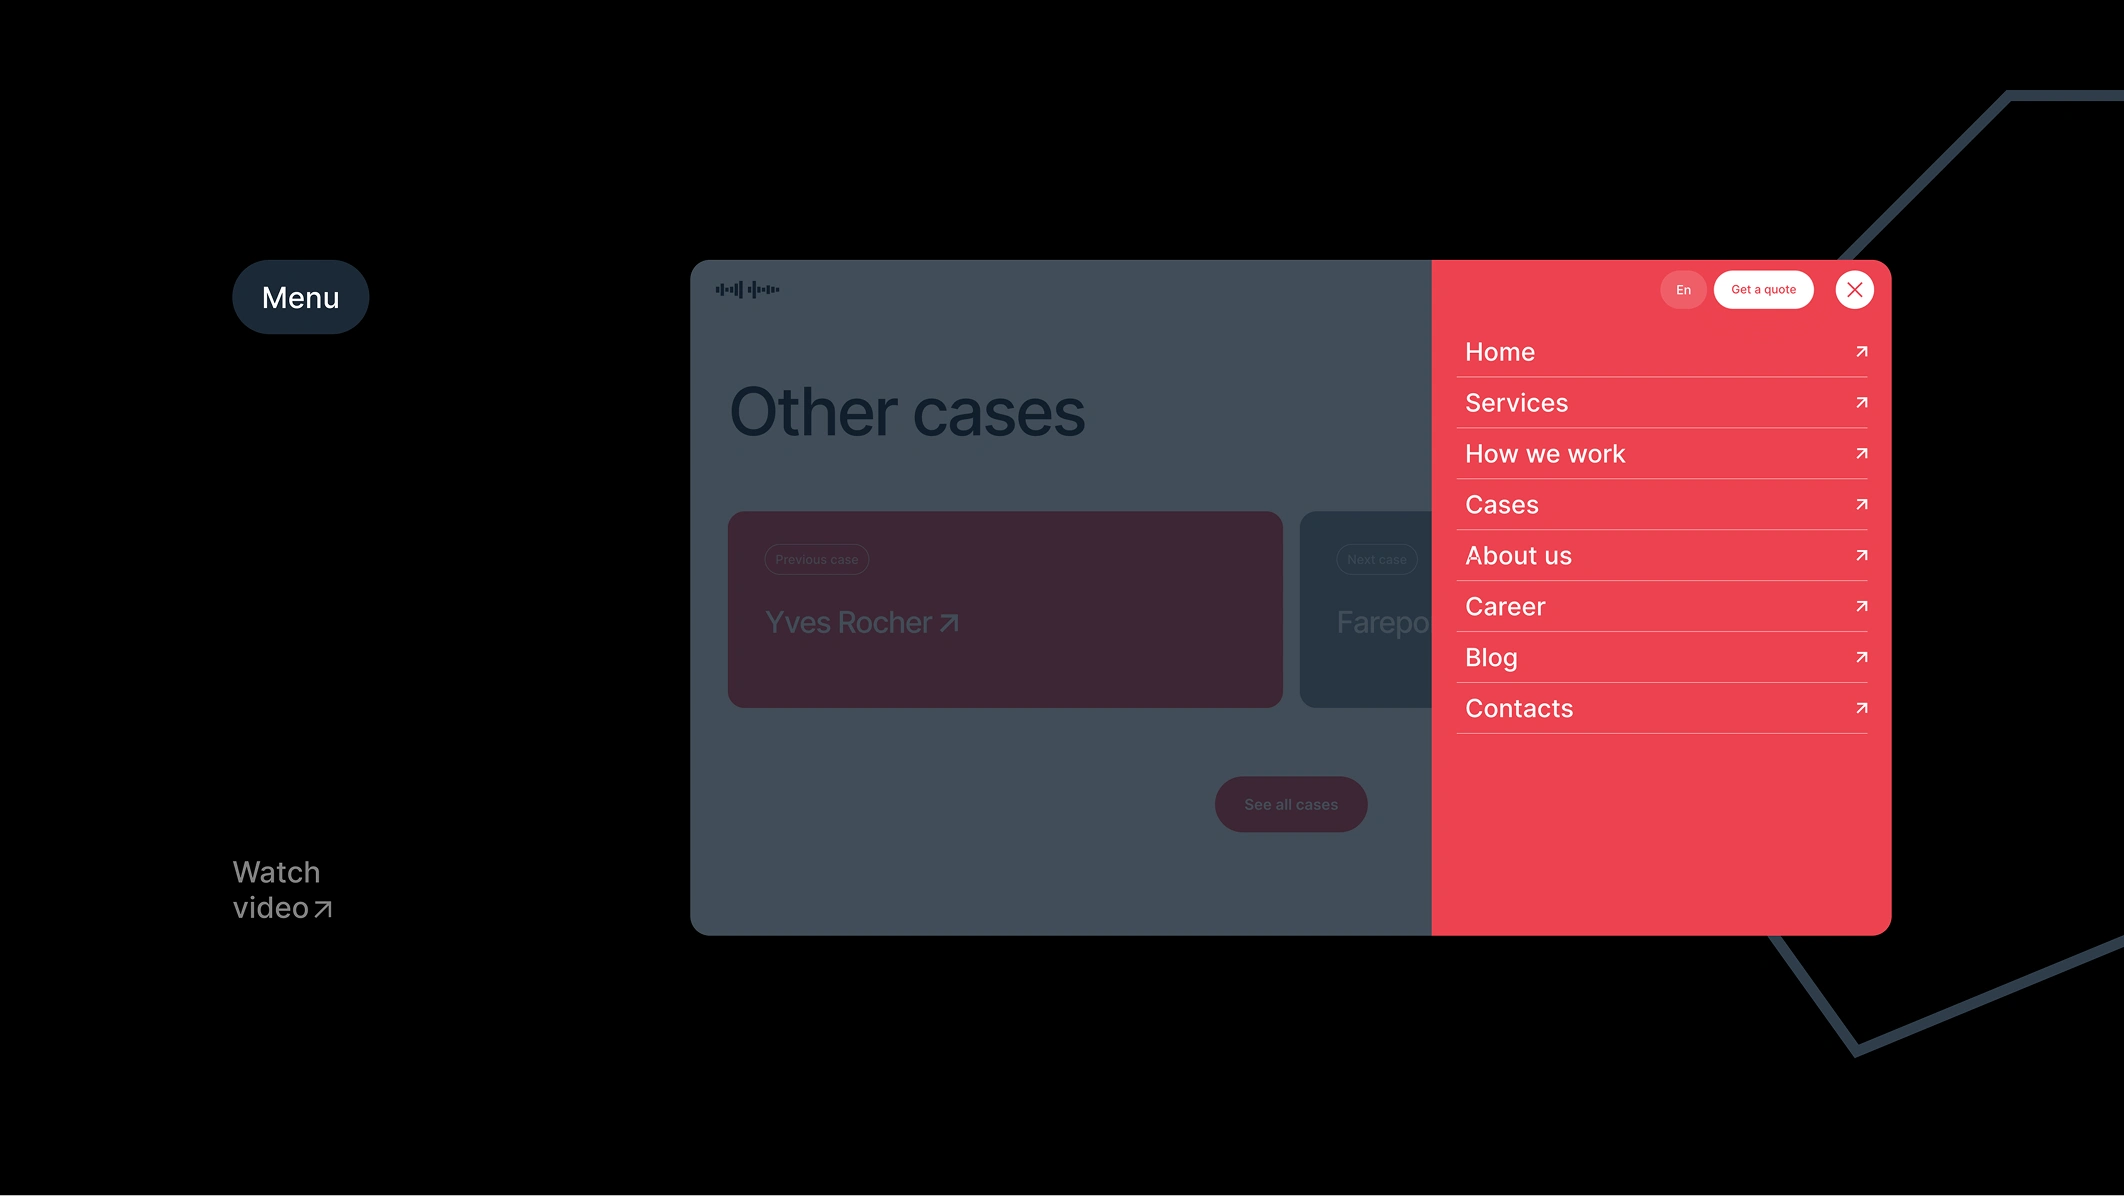 Menu
Watch
video
Other cases
Previous case
Yves Rocher
Next case
Farepo
See all cases
En
Get a quote
Home
Services
How we work
Cases
About us
Career
Blog
Contacts